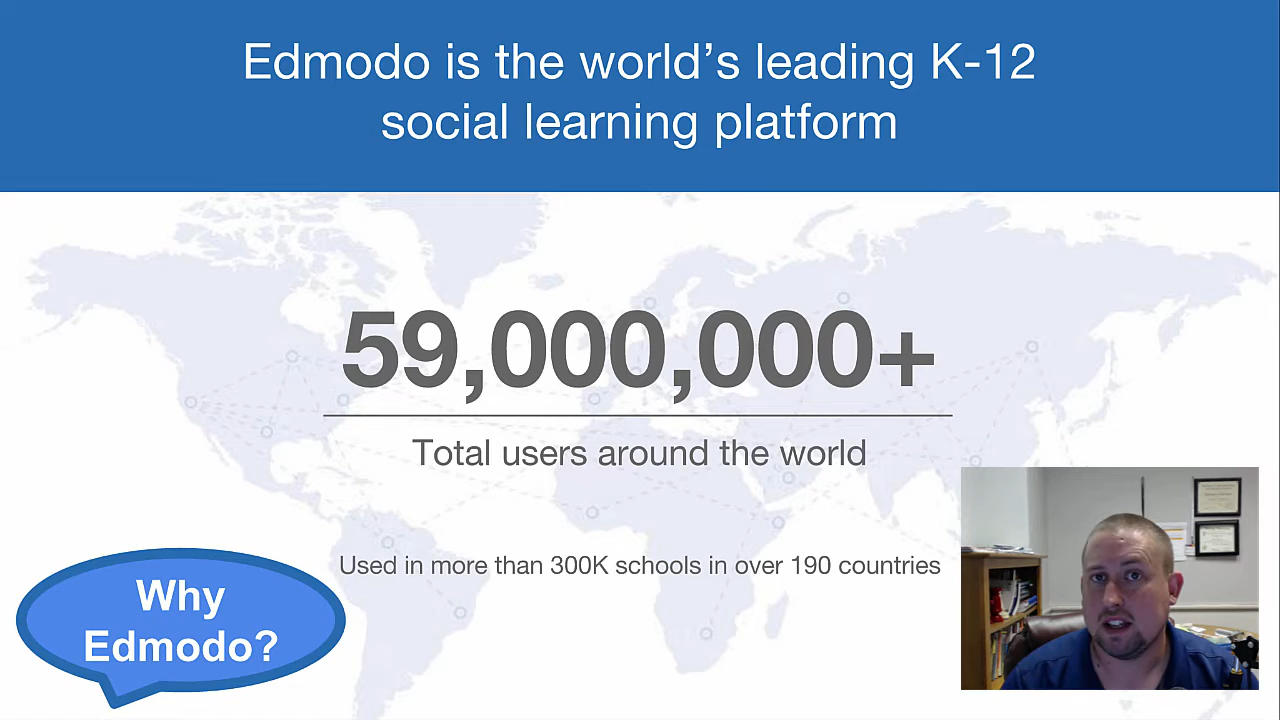 Edmodo is the world's leading K-12
social learning platform
59,000,000+
Total users around the world
Used in more than 300K schools in over 190 countries
Why
Edmodo?